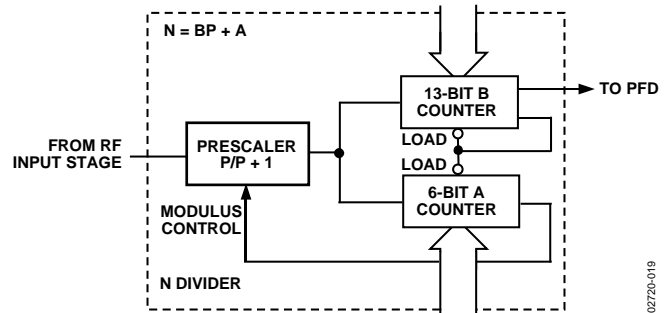 N = BP + A
13-BIT B
COUNTER
TO PFD
LOAD
FROM RF
INPUT STAGE
PRESCALER
P/P + 1
LOAD
6-BIT A
COUNTER
MODULUS
CONTROL
N DIVIDER
02720-019